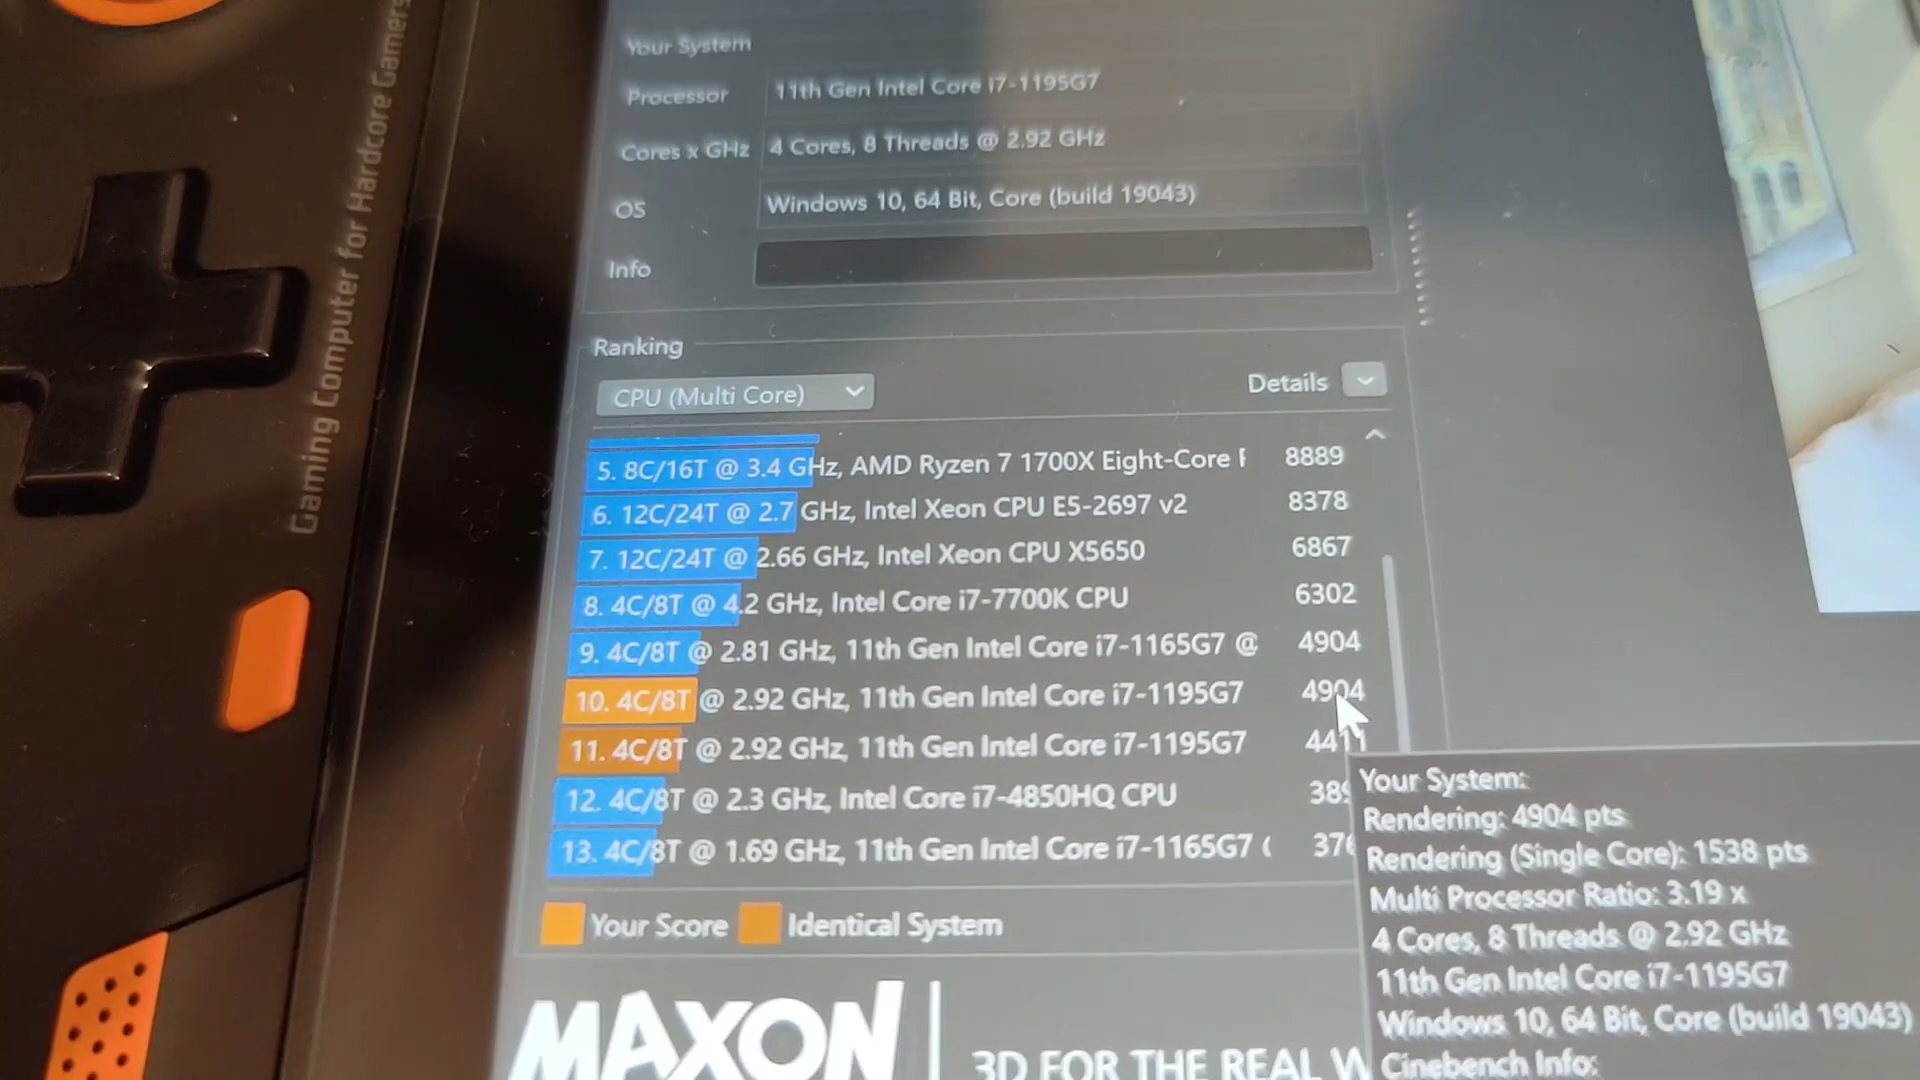 Gaming Computer for Hardcore Gamers
Your System
Processor 11th Gen Intel Core i7-1195G7
Cores x GHz 4 Cores, 8 Threads @ 2.92 GHz
OS Windows 10, 64 Bit, Core (build 19043)
Info
Ranking
CPU (Multi Core) Details
5. 8C/16T @ 3.4 GHz, AMD Ryzen 7 1700X Eight-Core 8889
6. 12C/24T @ 2.7 GHz, Intel Xeon CPU E5-2697 v2 8378
7. 12C/24T @ 2.66 GHz, Intel Xeon CPU X5650 6867
8. 4C/8T @ 4.2 GHz, Intel Core i7-7700K CPU 6302
9. 4C/8T @ 2.81 GHz, 11th Gen Intel Core i7-1165G7 @ 4904
10. 4C/8T @ 2.92 GHz, 11th Gen Intel Core i7-1195G7 4904
11. 4C/8T @ 2.92 GHz, 11th Gen Intel Core i7-1195G7 4411
12. 4C/8T @ 2.3 GHz, Intel Core i7-4850HQ CPU
13. 4C/8T @ 1.69 GHz, 11th Gen Intel Core i7-1165G7
Your Score Identical System
MAXON 3D FOR THE REAL
Your System:
Rendering: 4904 pts
Rendering (Single Core): 1538 pts
Multi Processor Ratio: 3.19 x
4 Cores, 8 Threads @ 2.92 GHz
11th Gen Intel Core i7-1195G7
Windows 10, 64 Bit, Core (build 19043)
Cinebench Info: